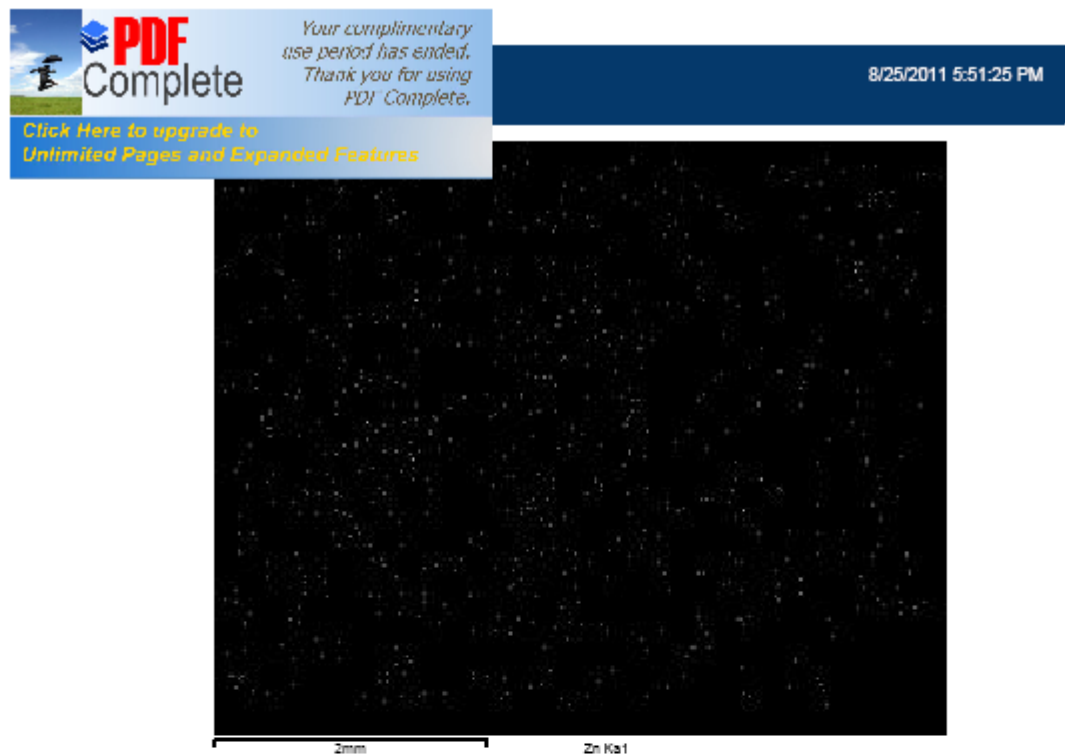 PDF
Complete
Your complimentary
use period has ended.
Thank you for using
PDF Complete.
Click Here to upgrade to
Unlimited Pages and Expanded Features
8/25/2011 5:51:25 PM
2mm
Zn Ka1